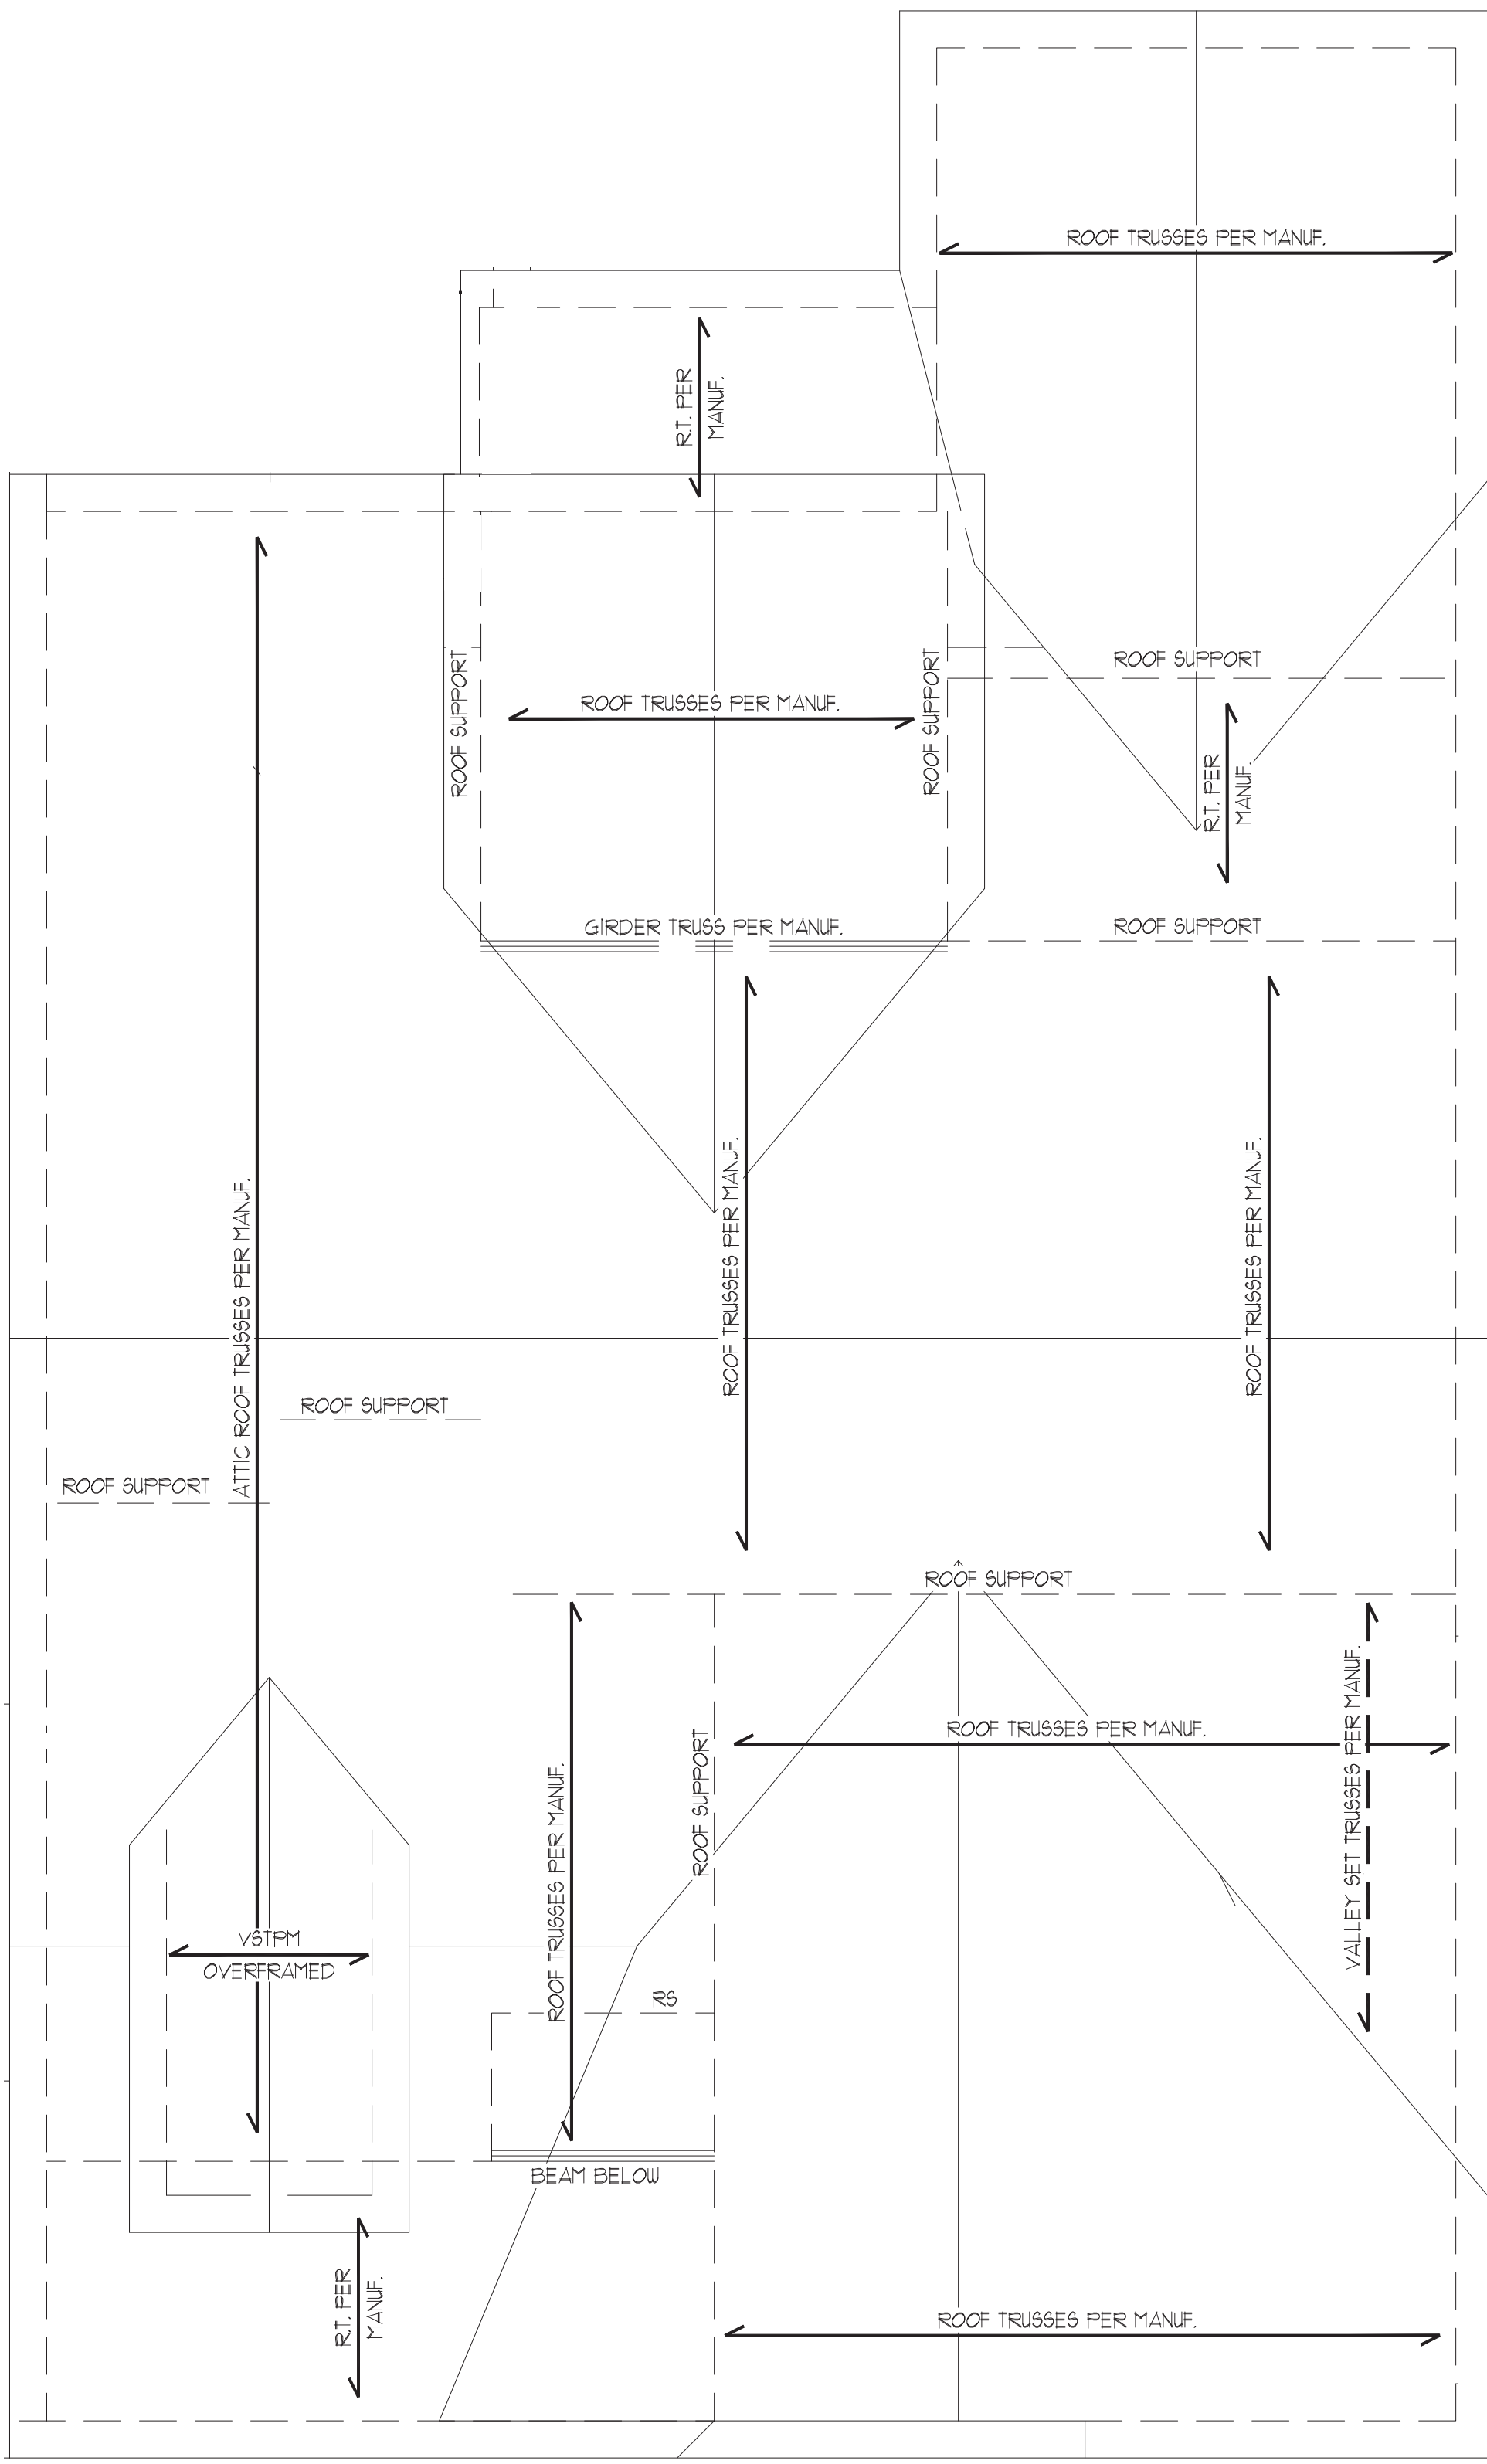 ROOF TRUSSES PER MANUF.
R.T. PER
MANUF.
ROOF SUPPORT
ROOF TRUSSES PER MANUF.
ROOF SUPPORT
ROOF SUPPORT
R.T. PER
MANUF.
GIRDER TRUSS PER MANUF.
ROOF SUPPORT
ATTIC ROOF TRUSSES PER MANUF.
ROOF TRUSSES PER MANUF.
ROOF TRUSSES PER MANUF.
ROOF SUPPORT
ROOF SUPPORT
ROOF SUPPORT
ROOF TRUSSES PER MANUF.
ROOF SUPPORT
ROOF TRUSSES PER MANUF.
VALLEY SET TRUSSES PER MANUF.
VSTPM
OVERFRAMED
RS
BEAM BELOW
R.T. PER
MANUF.
ROOF TRUSSES PER MANUF.